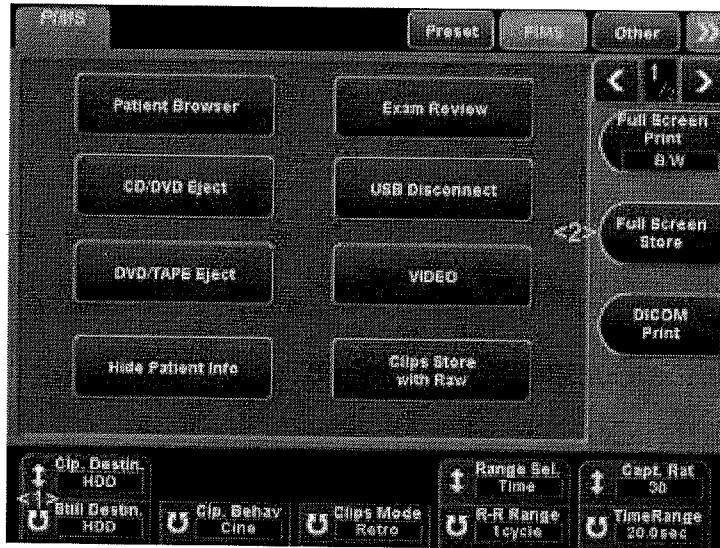 PIMS
Preset
PIMS
Other
Patient Browser
Exam Review
CD/DVD Eject
USB Disconnect
DVD/TAPE Eject
VIDEO
Hide Patient Info
Clips Store
with Raw
1/2
Full Screen
Print
B.W
<2>
Full Screen
Store
DICOM
Print
Clp. Destin.
HDD
<1>
Still Destin.
HDD
Clp. Behav
Cine
Clips Mode
Retro
Range Sel.
Time
R-R Range
1cycle
Capt. Rat
30
TimeRange
20.0sec